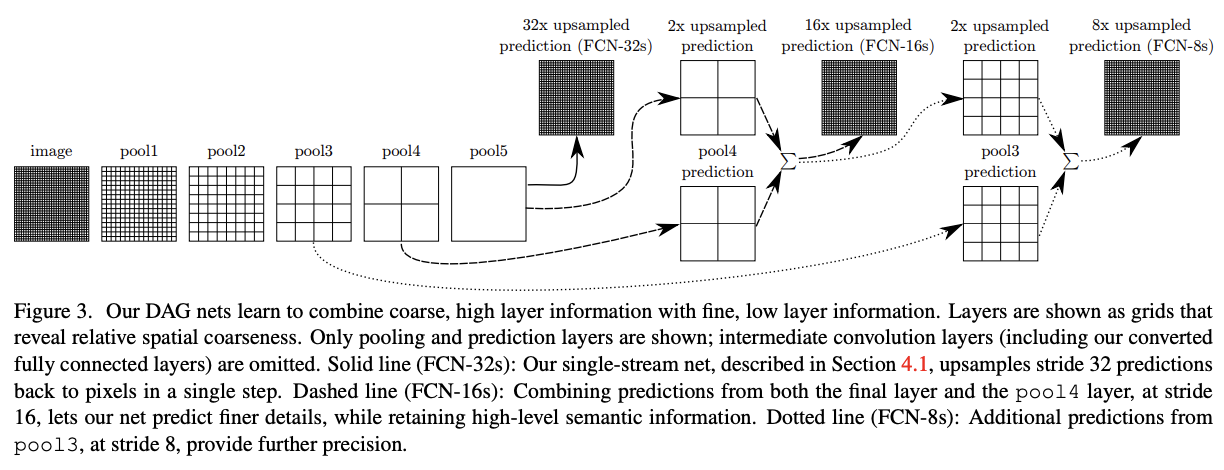 32x upsampled
prediction (FCN-32s)
2x upsampled
prediction
16x upsampled
prediction (FCN-16s)
2x upsampled
prediction
8x upsampled
prediction (FCN-8s)
image
pool1
pool2
pool3
pool4
pool5
pool4
prediction
∑
pool3
prediction
∑
Figure 3. Our DAG nets learn to combine coarse, high layer information with fine, low layer information. Layers are shown as grids that
reveal relative spatial coarseness. Only pooling and prediction layers are shown; intermediate convolution layers (including our converted
fully connected layers) are omitted. Solid line (FCN-32s): Our single-stream net, described in Section 4.1, upsamples stride 32 predictions
back to pixels in a single step. Dashed line (FCN-16s): Combining predictions from both the final layer and the pool4 layer, at stride
16, lets our net predict finer details, while retaining high-level semantic information. Dotted line (FCN-8s): Additional predictions from
pool3, at stride 8, provide further precision.